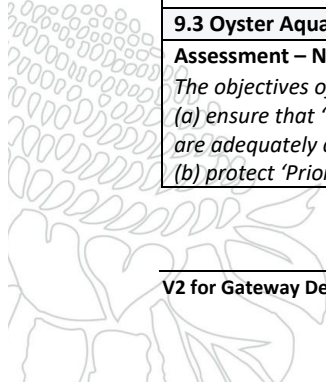 9.3 Oyster Aqua
Assessment – N
The objectives o
(a) ensure that ‘
are adequately
(b) protect ‘Prior
V2 for Gateway De